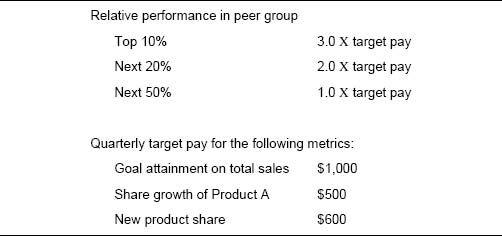 Relative performance in peer group
Top 10% 3.0 X target pay
Next 20% 2.0 X target pay
Next 50% 1.0 X target pay
Quarterly target pay for the following metrics:
Goal attainment on total sales $1,000
Share growth of Product A $500
New product share $600